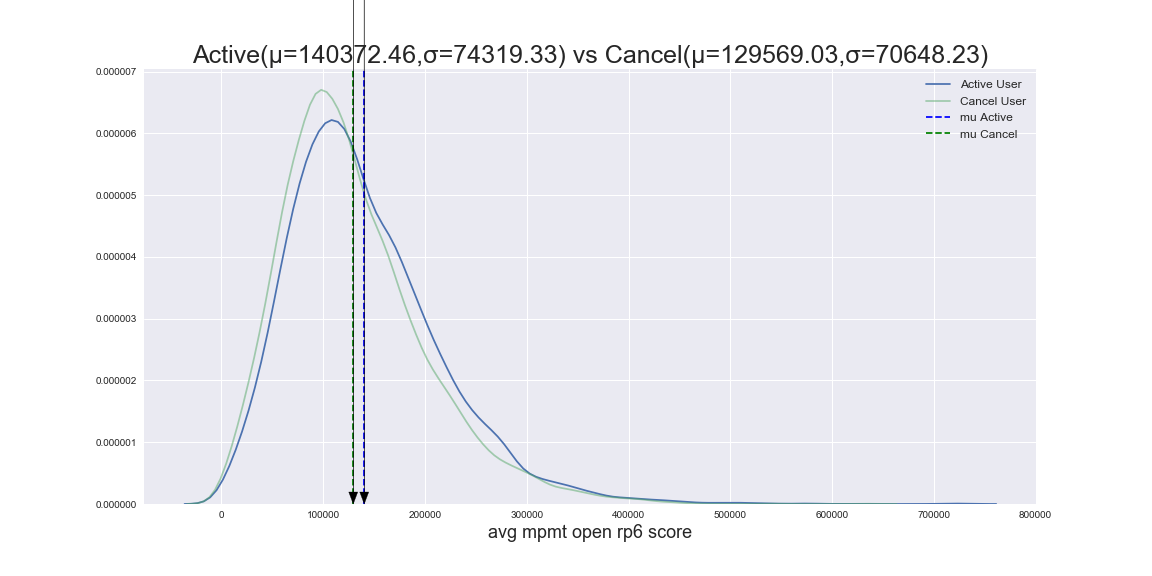 Active(μ=140372.46,σ=74319.33) vs Cancel(μ=129569.03,σ=70648.23)
0.000007
0.000006
0.000005
0.000004
0.000003
0.000002
0.000001
0.000000
Active User
Cancel User
mu Active
mu Cancel
0 100000 200000 300000 400000 500000 600000 700000 800000
avg mpmt open rp6 score